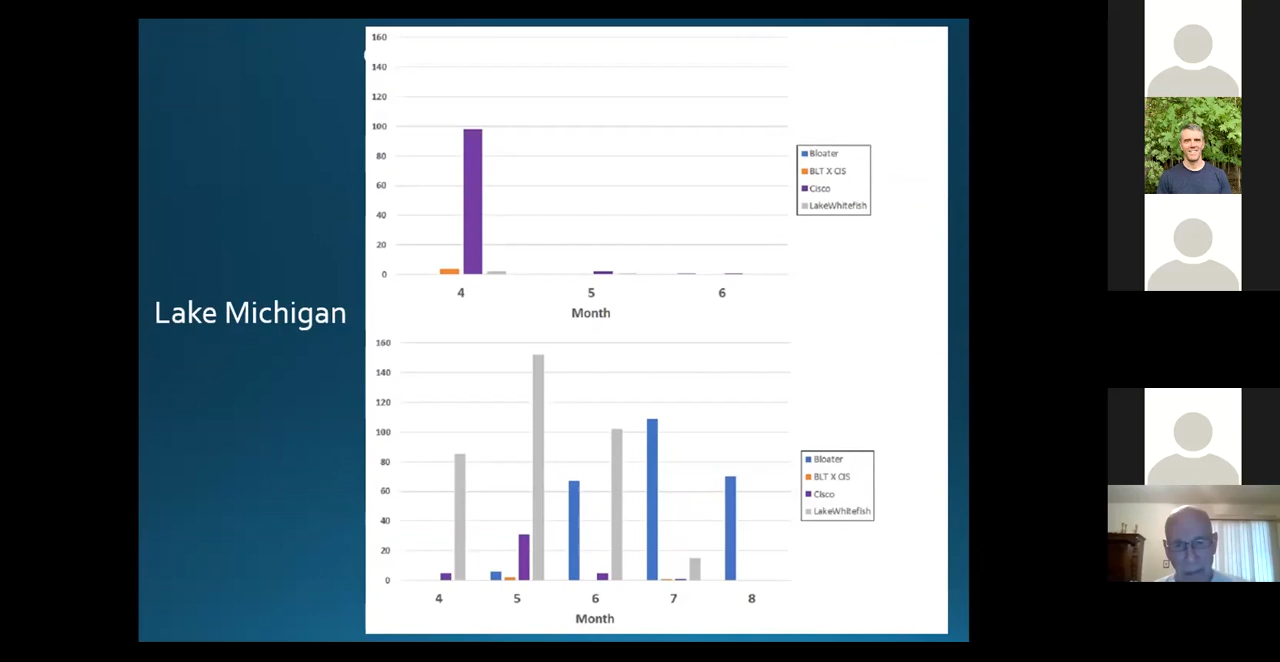 Lake Michigan
160
140
120
100
80
60
40
20
0
4 5 6
Month
Bloater
BLT X CIS
Cisco
LakeWhitefish
160
140
120
100
80
60
40
20
0
4 5 6 7 8
Month
Bloater
BLT X CIS
Cisco
LakeWhitefish